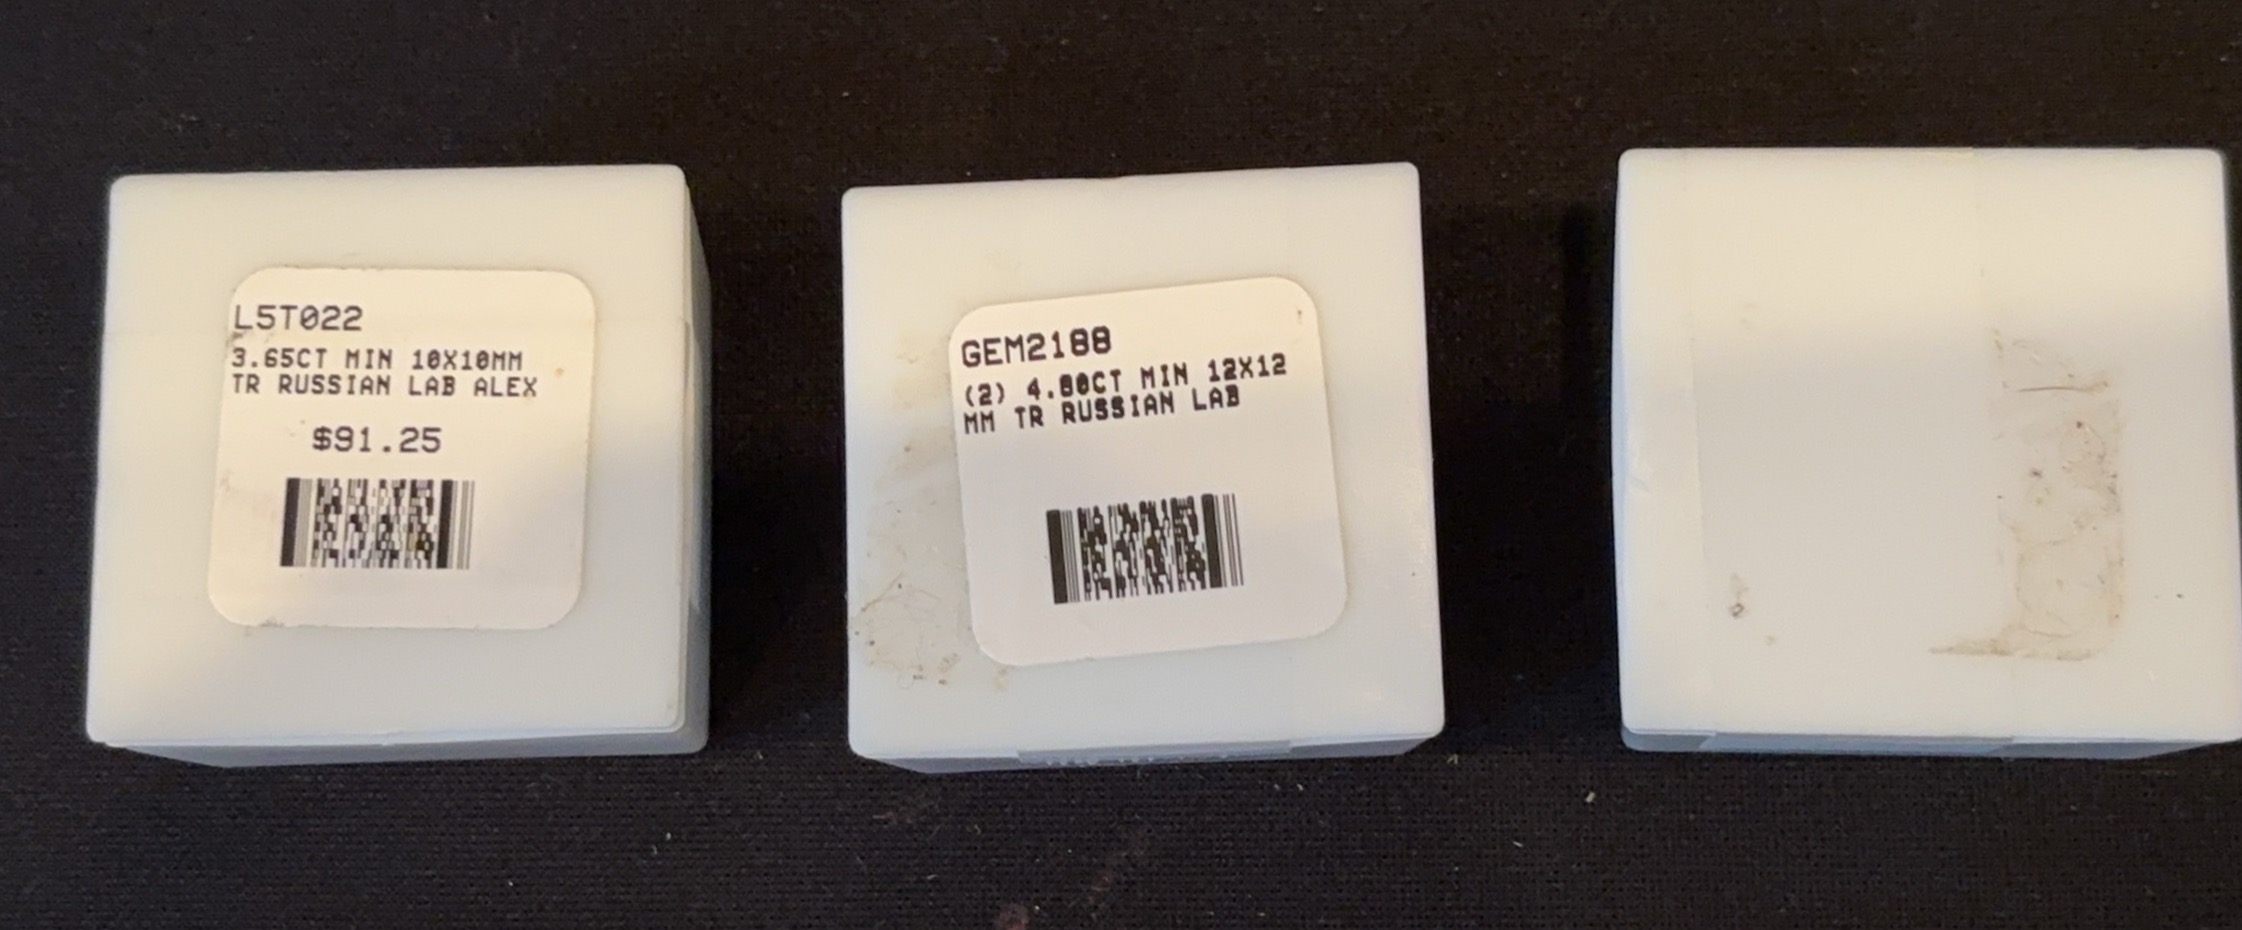 L5T022
3.65CT MIN 10X10MM
TR RUSSIAN LAB ALEX
$91.25
GEM2188
(2) 4.80CT MIN 12X12
MM TR RUSSIAN LAB